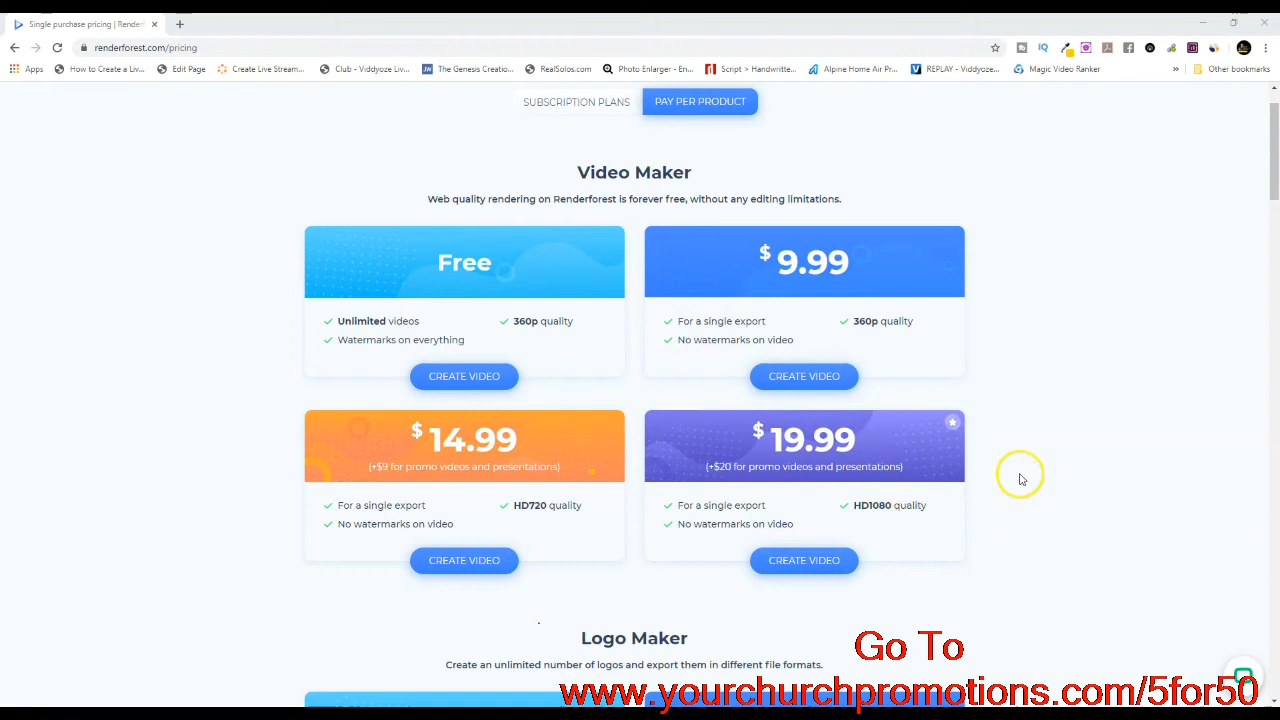 Single purchase pricing | Renderf
renderforest.com/pricing
Apps How to Create a Liv... Edit Page Create Live Stream... Club - Viddyoze Liv... The Genesis Creatio... RealSolos.com Photo Enlarger - En... Script > Handwritte... Alpine Home Air Pr... REPLAY - Viddyoze... Magic Video Ranker » Other bookmarks
SUBSCRIPTION PLANS PAY PER PRODUCT
Video Maker
Web quality rendering on Renderforest is forever free, without any editing limitations.
Free
Unlimited videos 360p quality
Watermarks on everything
CREATE VIDEO
$ 9.99
For a single export 360p quality
No watermarks on video
CREATE VIDEO
$ 14.99
(+$9 for promo videos and presentations)
For a single export HD720 quality
No watermarks on video
CREATE VIDEO
$ 19.99
(+$20 for promo videos and presentations)
For a single export HD1080 quality
No watermarks on video
CREATE VIDEO
Logo Maker
Create an unlimited number of logos and export them in different file formats.
Go To
www.yourchurchpromotions.com/5for50